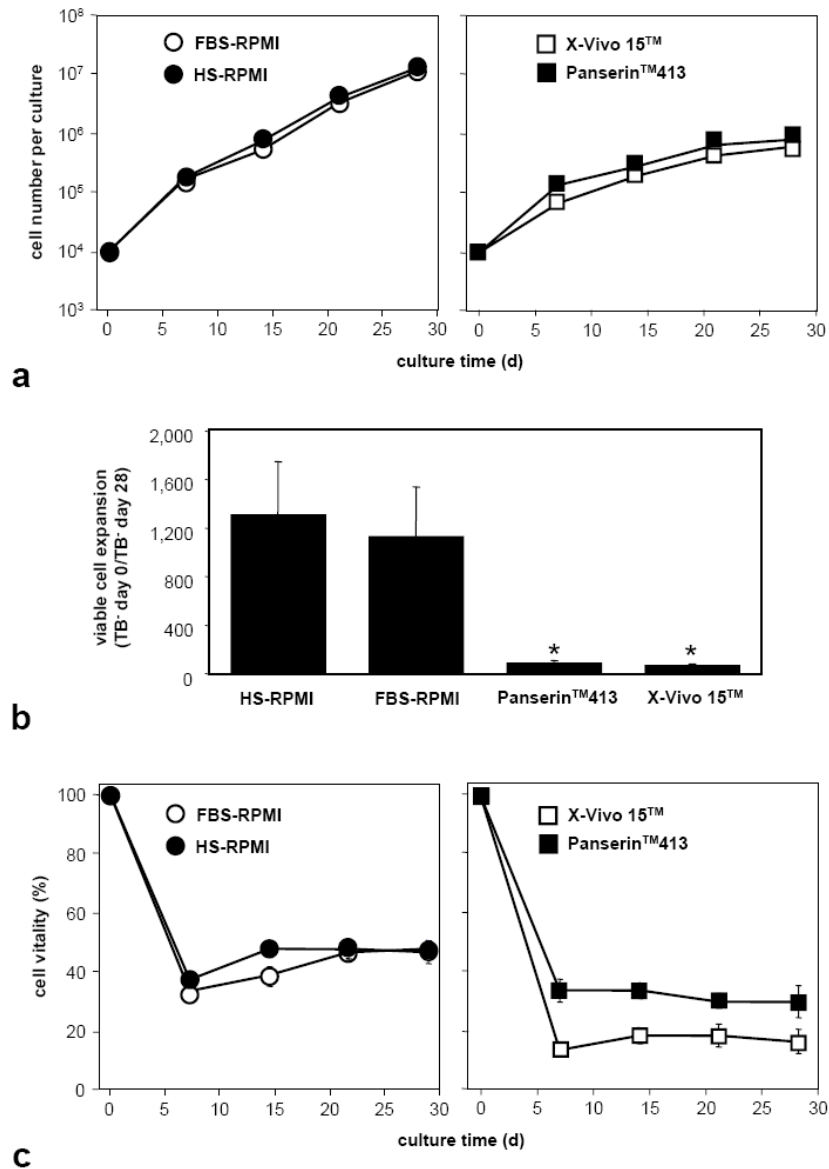 10⁸
10⁷
10⁶
10⁵
10⁴
10³
cell number per culture
FBS-RPMI
HS-RPMI
0 5 10 15 20 25 30
X-Vivo 15™
Panserin™413
0 5 10 15 20 25 30
culture time (d)
a
viable cell expansion
(TB⁻ day 0/TB⁻ day 28)
2,000
1,600
1,200
800
400
0
* *
HS-RPMI FBS-RPMI Panserin™413 X-Vivo 15™
b
cell vitality (%)
100
80
60
40
20
0
FBS-RPMI
HS-RPMI
0 5 10 15 20 25 30
X-Vivo 15™
Panserin™413
0 5 10 15 20 25 30
culture time (d)
c